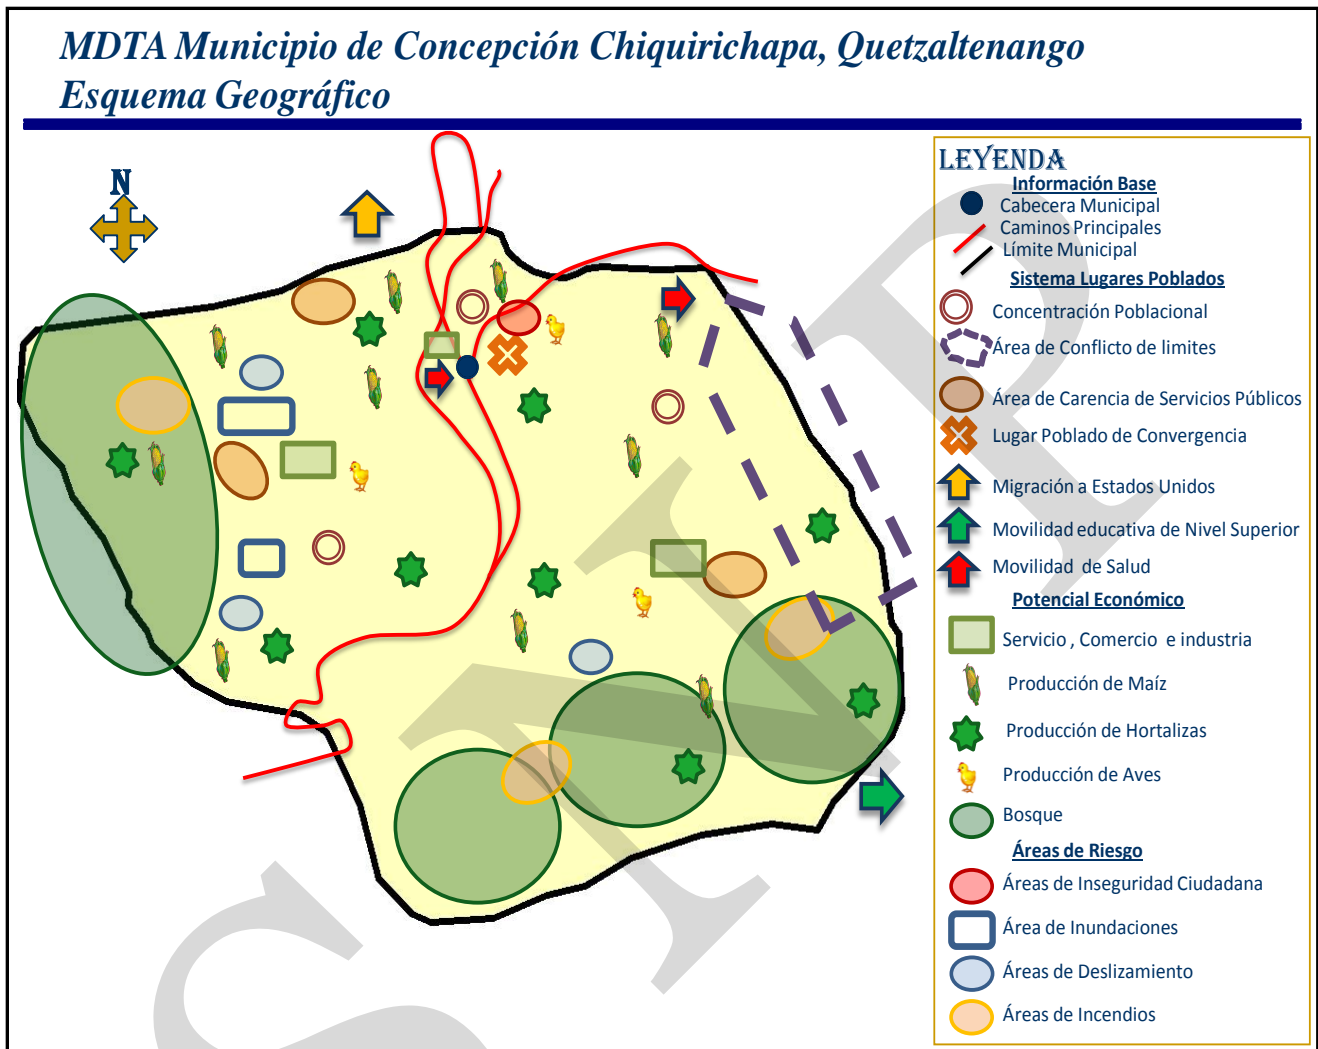 MDTA Municipio de Concepción Chiquirichapa, Quetzaltenango
Esquema Geográfico
N
LEYENDA
Información Base
Cabecera Municipal
Caminos Principales
Límite Municipal
Sistema Lugares Poblados
Concentración Poblacional
Área de Conflicto de limites
Área de Carencia de Servicios Públicos
Lugar Poblado de Convergencia
Migración a Estados Unidos
Movilidad educativa de Nivel Superior
Movilidad de Salud
Potencial Económico
Servicio , Comercio e industria
Producción de Maíz
Producción de Hortalizas
Producción de Aves
Bosque
Áreas de Riesgo
Áreas de Inseguridad Ciudadana
Área de Inundaciones
Áreas de Deslizamiento
Áreas de Incendios
SNIP